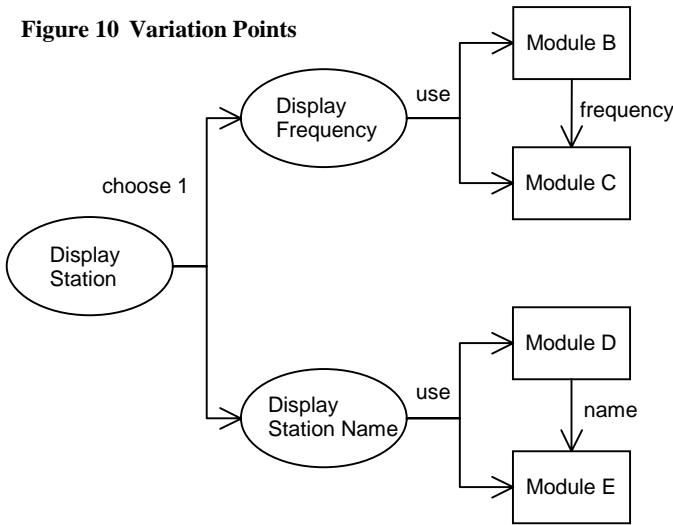 Figure 10 Variation Points
Module B
use
Display
Frequency
frequency
choose 1
Module C
Display
Station
Module D
use
Display
Station Name
name
Module E